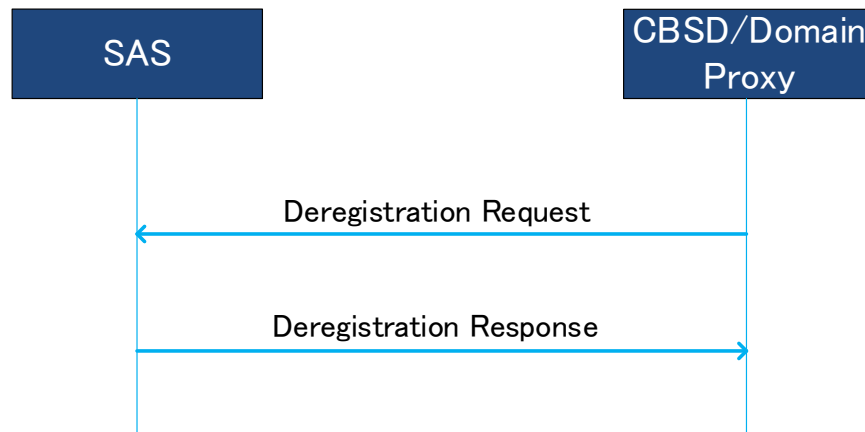 SAS
CBSD/Domain
Proxy
Deregistration Request
Deregistration Response